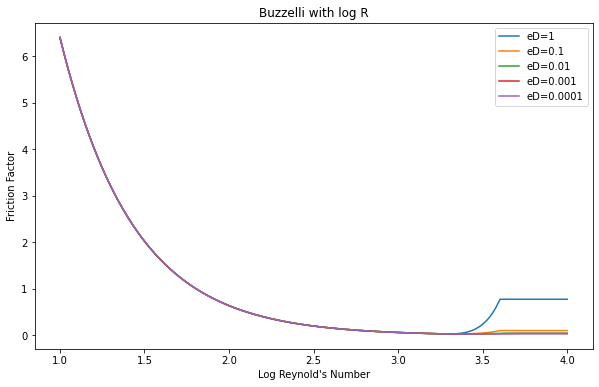 Buzzelli with log R
eD=1
eD=0.1
eD=0.01
eD=0.001
eD=0.0001
Friction Factor
6
5
4
3
2
1
0
1.0 1.5 2.0 2.5 3.0 3.5 4.0
Log Reynold's Number